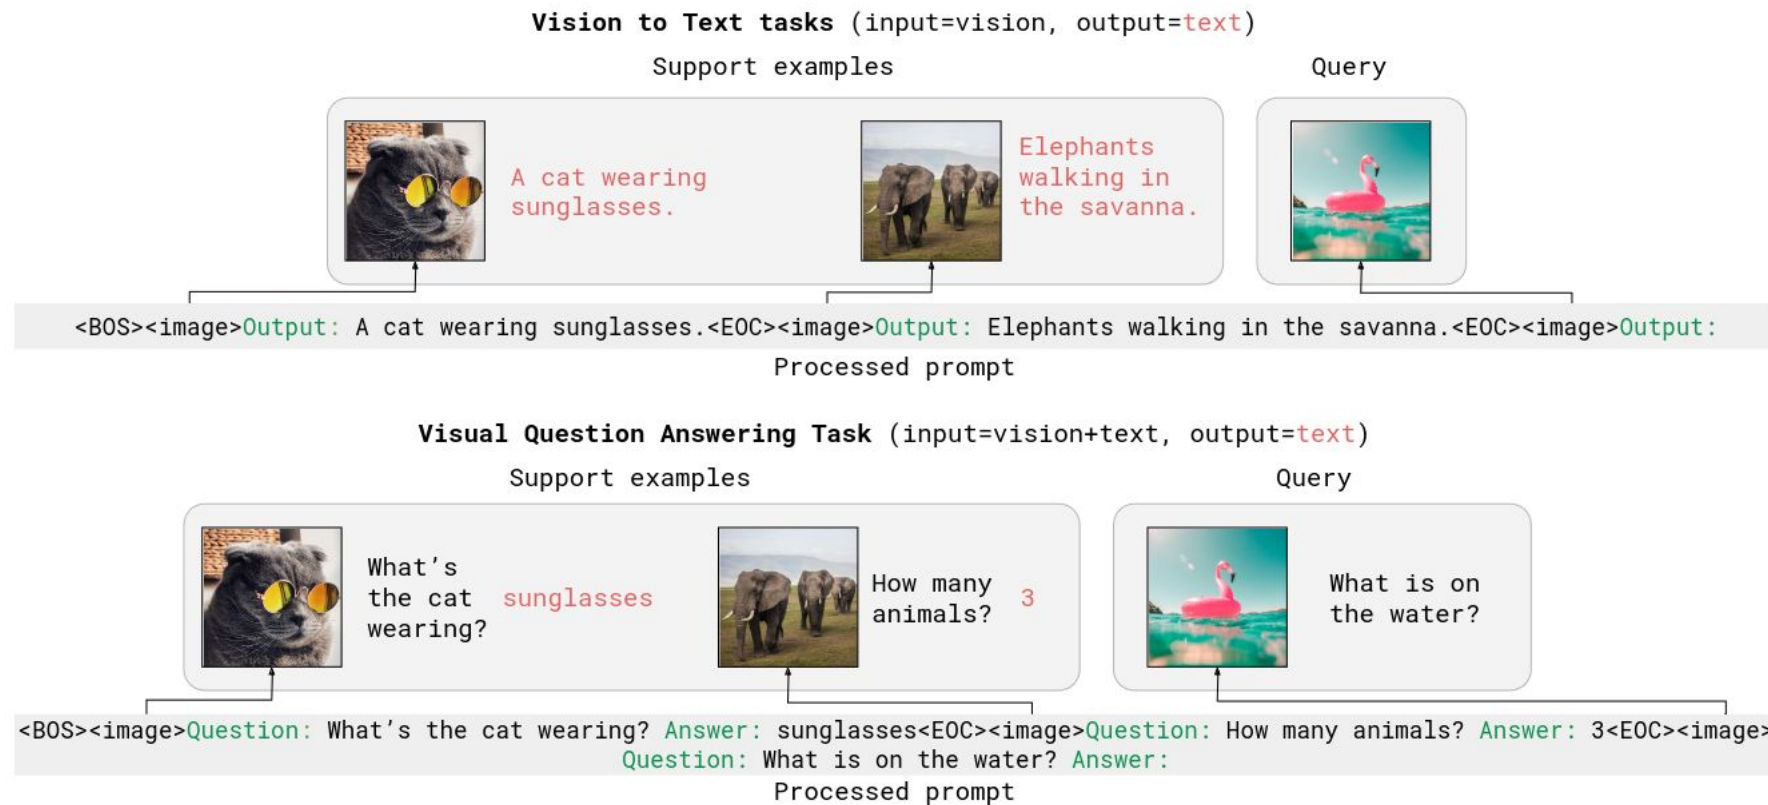 Vision to Text tasks (input=vision, output=text)
Support examples
Query
A cat wearing
sunglasses.
Elephants
walking in
the savanna.
<BOS><image>Output: A cat wearing sunglasses.<EOC><image>Output: Elephants walking in the savanna.<EOC><image>Output:
Processed prompt
Visual Question Answering Task (input=vision+text, output=text)
Support examples
Query
What’s
the cat
wearing?
sunglasses
How many
animals?
3
What is on
the water?
<BOS><image>Question: What’s the cat wearing? Answer: sunglasses<EOC><image>Question: How many animals? Answer: 3<EOC><image>
Question: What is on the water? Answer:
Processed prompt